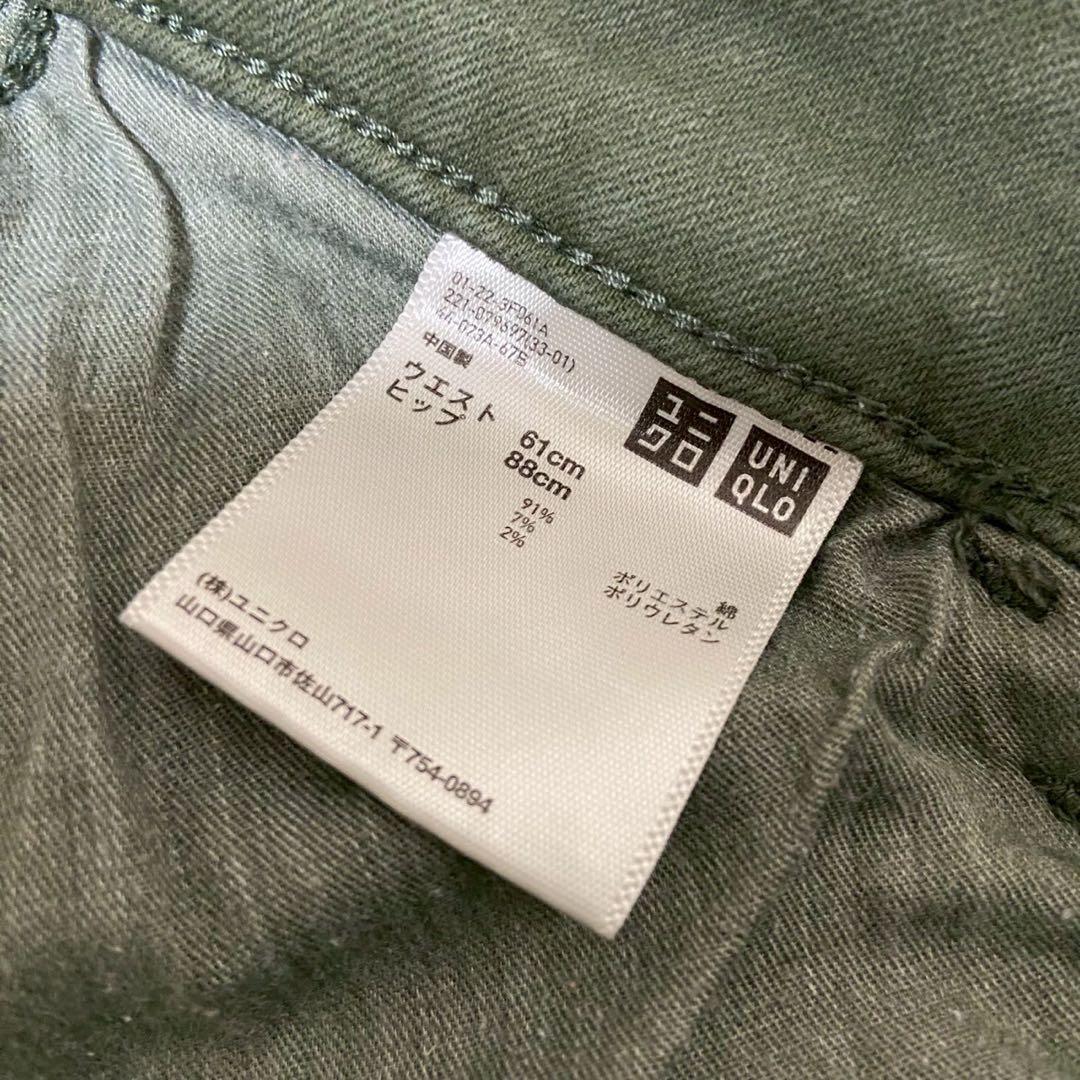 01-22-3F061A
221-079697(33-01)
中国製
ウエスト 61cm
ヒップ 88cm
91% 綿
7% ポリエステル
2% ポリウレタン
ユニクロ
UNI
QLO
(株)ユニクロ
山口県山口市佐山717-1 〒754-0894